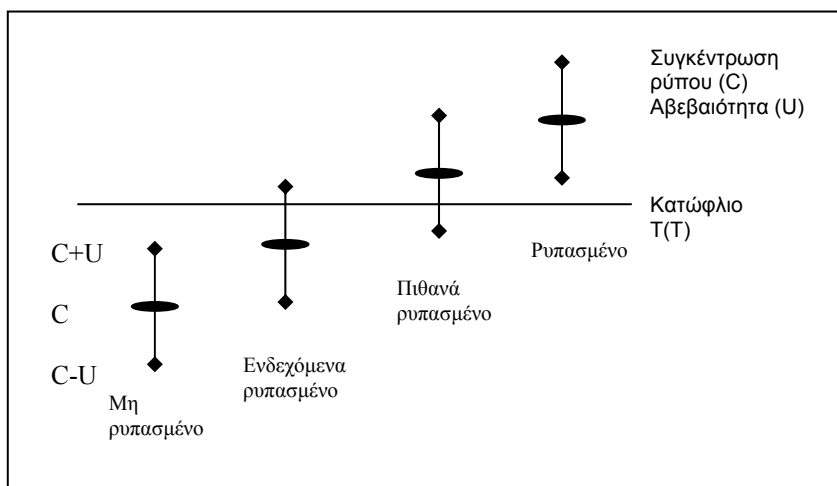 Συγκέντρωση
ρύπου (C)
Αβεβαιότητα (U)
Κατώφλιο
T(T)
C+U
C
C-U
Ρυπασμένο
Πιθανά
ρυπασμένο
Ενδεχόμενα
ρυπασμένο
Μη
ρυπασμένο